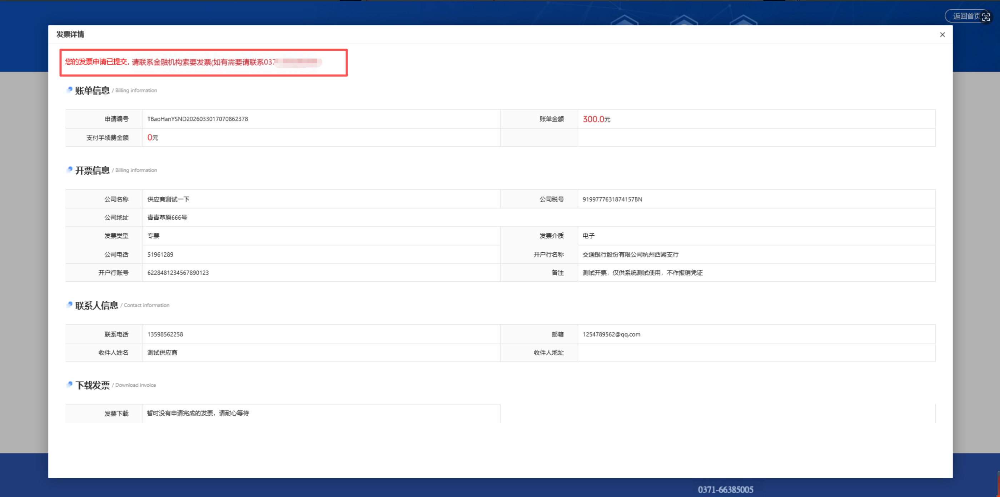 返回首页
发票详情
您的发票申请已提交, 请联系金融机构索要发票(如有需要请联系037
账单信息 / Billing information
申请编号 TBaoHanYSND2026033017070862378 账单金额 300.0元
支付手续费金额 0元
开票信息 / Billing information
公司名称 供应商测试一下 公司税号 9199777631874157BN
公司地址 青青草原666号
发票类型 专票 发票介质 电子
公司电话 51961289 开户行名称 交通银行股份有限公司杭州西湖支行
开户行账号 6228481234567890123 备注 测试开票，仅供系统测试使用，不作报销凭证
联系人信息 / Contact information
联系电话 13598562258 邮箱 1254789562@qq.com
收件人姓名 测试供应商 收件人地址
下载发票 / Download invoice
发票下载 暂时没有申请完成的发票，请耐心等待
0371-66385005